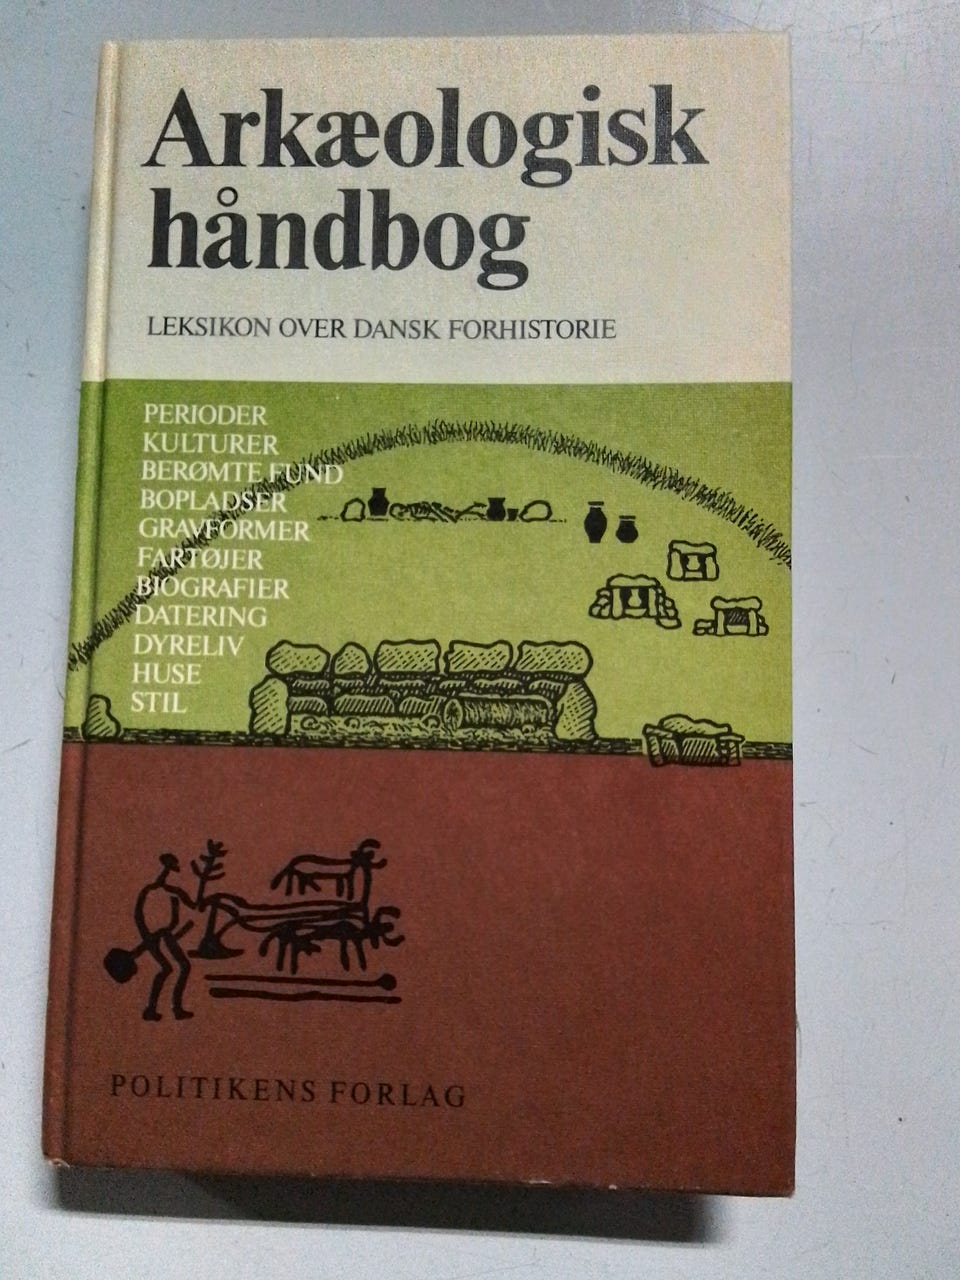 Arkæologisk
håndbog
LEKSIKON OVER DANSK FORHISTORIE
PERIODER
KULTURER
BERØMTE FUND
BOPLADSER
GRAVFORMER
FARTØJER
BIOGRAFIER
DATERING
DYRELIV
HUSE
STIL
POLITIKENS FORLAG